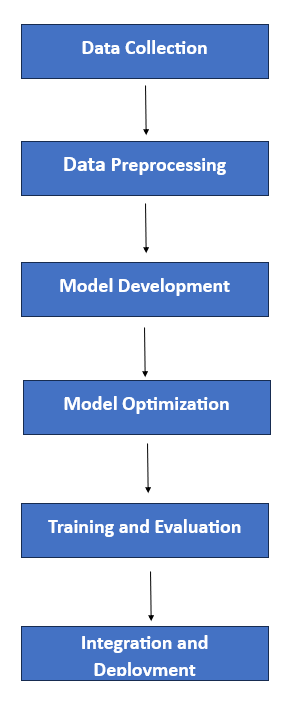 Data Collection
Data Preprocessing
Model Development
Model Optimization
Training and Evaluation
Integration and
Deployment